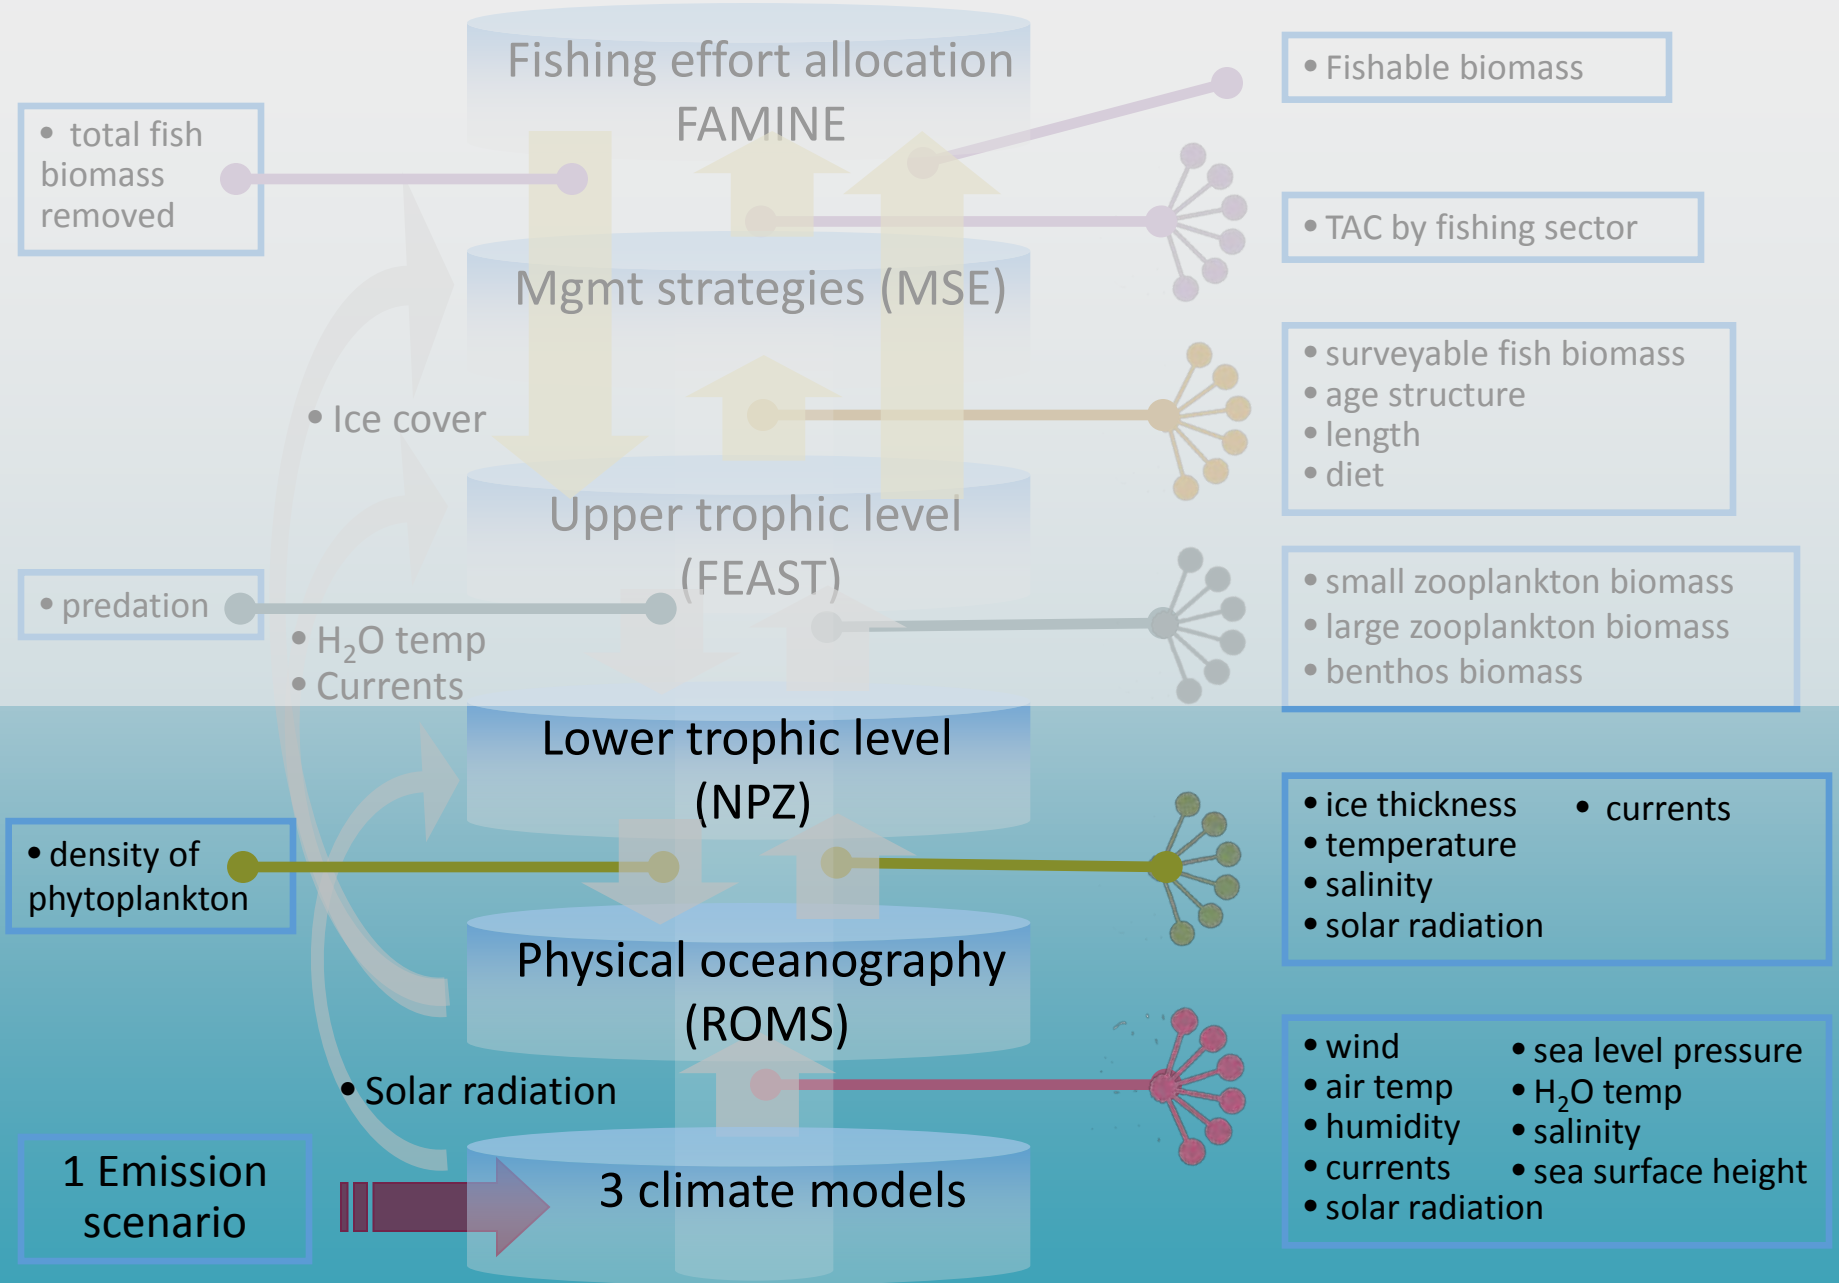 Fishing effort allocation
FAMINE
• Fishable biomass
• total fish
biomass
removed
• TAC by fishing sector
Mgmt strategies (MSE)
• surveyable fish biomass
• age structure
• length
• diet
• Ice cover
Upper trophic level
(FEAST)
• small zooplankton biomass
• large zooplankton biomass
• benthos biomass
• predation
• H₂O temp
• Currents
Lower trophic level
(NPZ)
• ice thickness
• temperature
• salinity
• solar radiation
• currents
• density of
phytoplankton
Physical oceanography
(ROMS)
• wind
• air temp
• humidity
• currents
• solar radiation
• sea level pressure
• H₂O temp
• salinity
• sea surface height
• Solar radiation
1 Emission
scenario
3 climate models